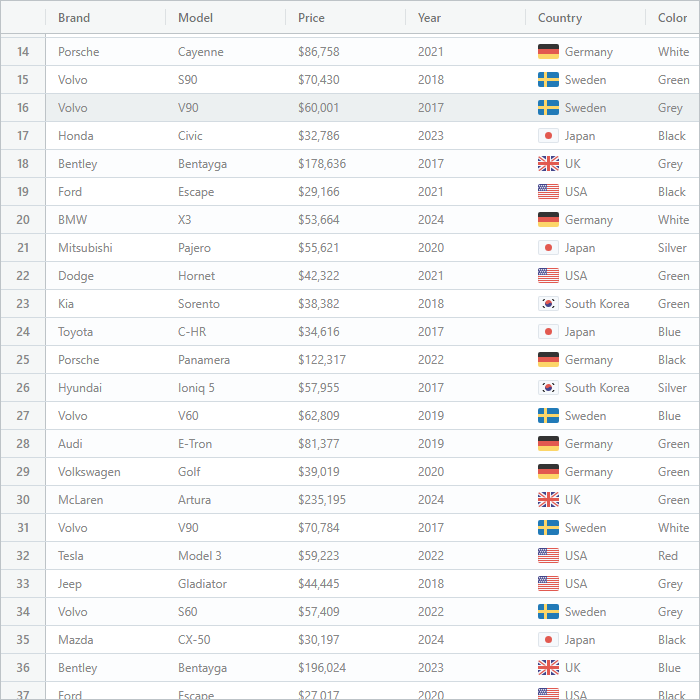 Brand Model Price Year Country Color
14 Porsche Cayenne $86,758 2021 Germany White
15 Volvo S90 $70,430 2018 Sweden Green
16 Volvo V90 $60,001 2017 Sweden Grey
17 Honda Civic $32,786 2023 Japan Black
18 Bentley Bentayga $178,636 2017 UK Grey
19 Ford Escape $29,166 2021 USA Black
20 BMW X3 $53,664 2024 Germany White
21 Mitsubishi Pajero $55,621 2020 Japan Silver
22 Dodge Hornet $42,322 2021 USA Green
23 Kia Sorento $38,382 2018 South Korea Green
24 Toyota C-HR $34,616 2017 Japan Blue
25 Porsche Panamera $122,317 2022 Germany Black
26 Hyundai Ioniq 5 $57,955 2017 South Korea Silver
27 Volvo V60 $62,809 2019 Sweden Blue
28 Audi E-Tron $81,377 2019 Germany Green
29 Volkswagen Golf $39,019 2020 Germany Green
30 McLaren Artura $235,195 2024 UK Green
31 Volvo V90 $70,784 2017 Sweden White
32 Tesla Model 3 $59,223 2022 USA Red
33 Jeep Gladiator $44,445 2018 USA Grey
34 Volvo S60 $57,409 2022 Sweden Green
35 Mazda CX-50 $30,197 2024 Japan Black
36 Bentley Bentayga $196,024 2023 UK Blue
37 Ford Escape $27,017 2020 USA Black